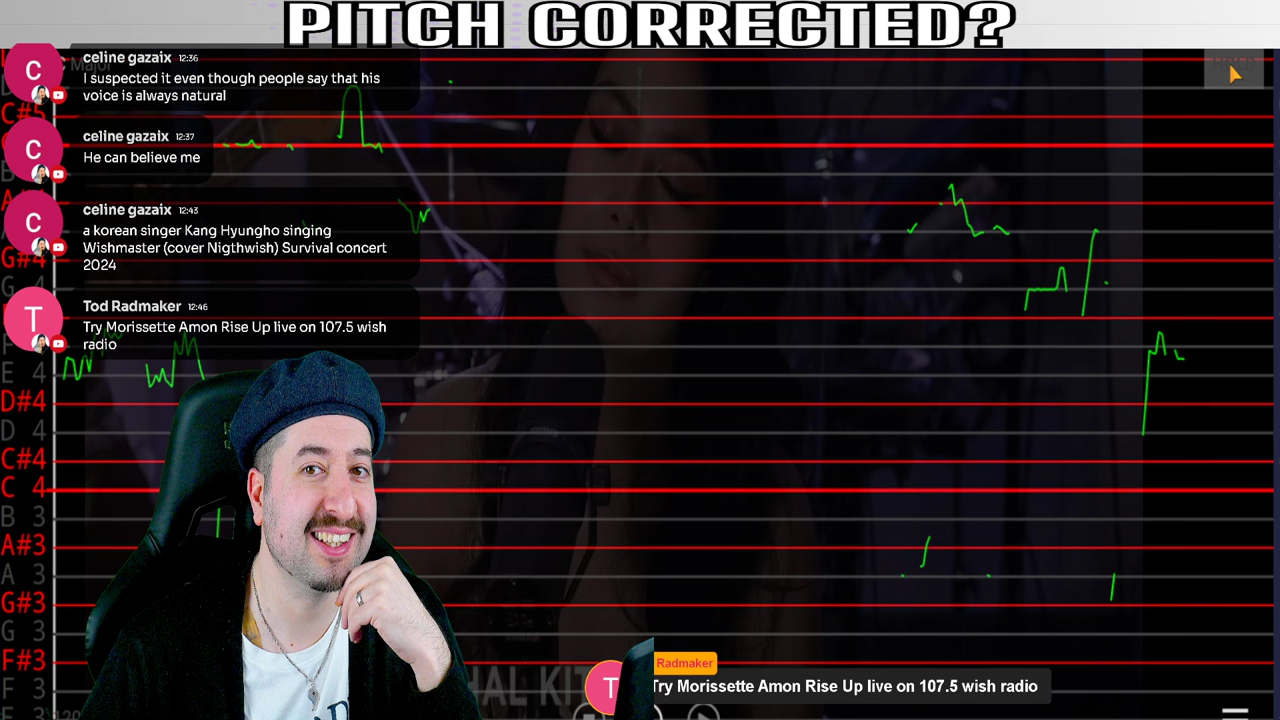 PITCH CORRECTED?
celine gazaix 12:36
I suspected it even though people say that his
voice is always natural
celine gazaix 12:37
He can believe me
celine gazaix 12:43
a korean singer Kang Hyungho singing
Wishmaster (cover Nigthwish) Survival concert
2024
Tod Radmaker 12:46
Try Morissette Amon Rise Up live on 107.5 wish
radio
C
C
C
T
C#5
G#4
G 4
E 4
D#4
D 4
C#4
C 4
B 3
A#3
A 3
G#3
G 3
F#3
F 3
Radmaker
T
Try Morissette Amon Rise Up live on 107.5 wish radio